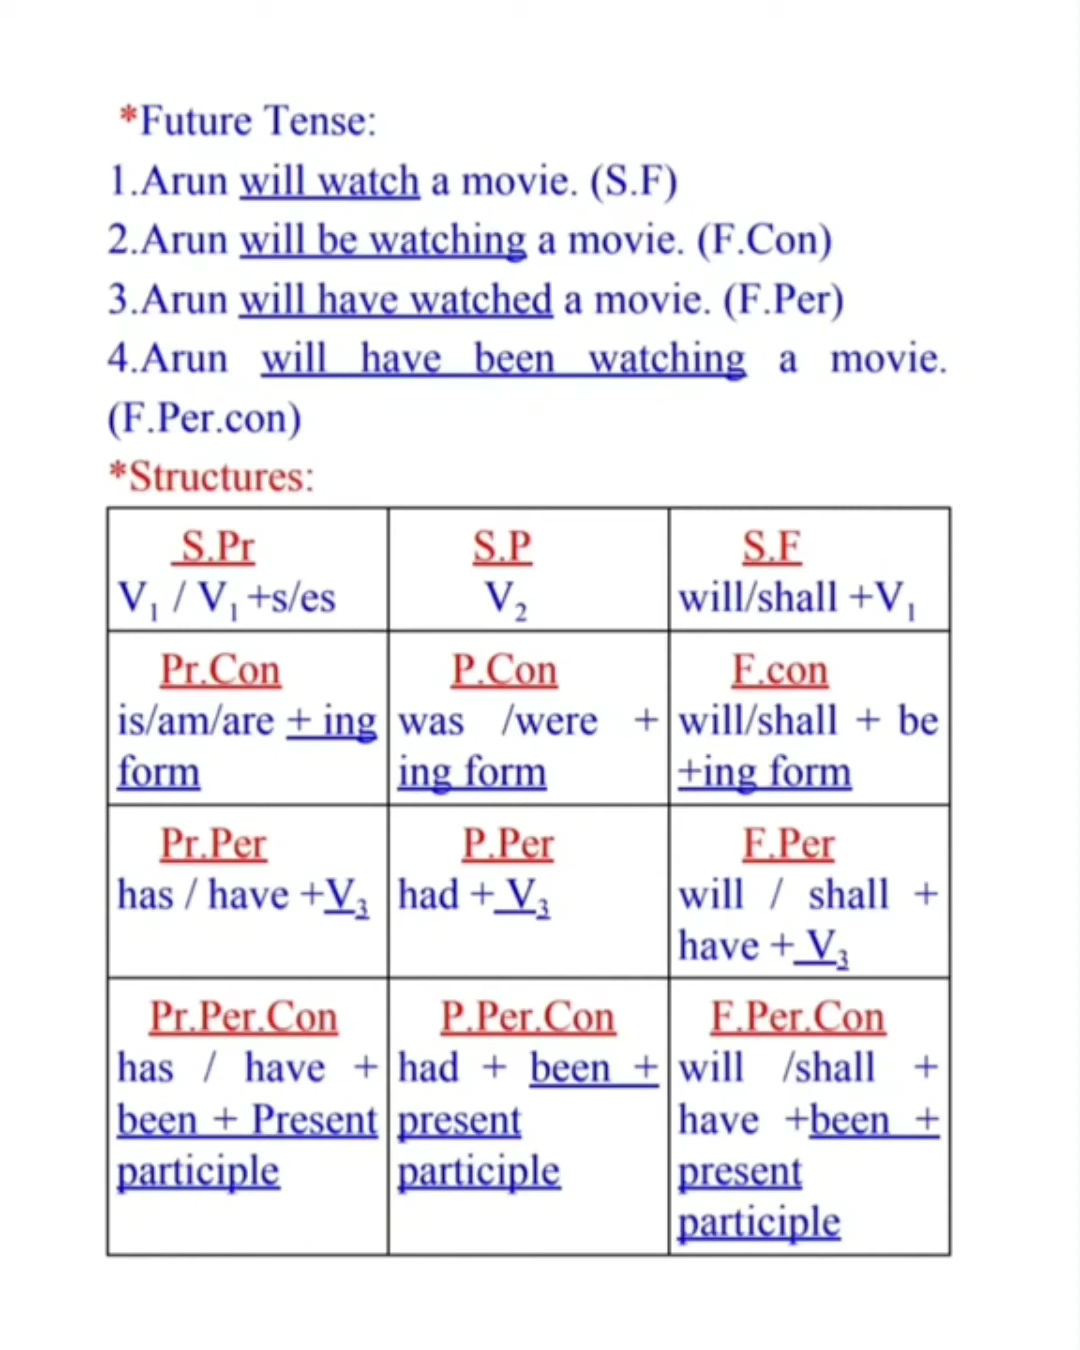 *Future Tense:
1.Arun will watch a movie. (S.F)
2.Arun will be watching a movie. (F.Con)
3.Arun will have watched a movie. (F.Per)
4.Arun will have been watching a movie.
(F.Per.con)
*Structures:
S.Pr
V₁ / V₁ +s/es
S.P
V₂
S.F
will/shall +V₁
Pr.Con
is/am/are + ing
form
P.Con
was /were +
ing form
F.con
will/shall + be
+ing form
Pr.Per
has / have +V₃
P.Per
had + V₃
F.Per
will / shall +
have + V₃
Pr.Per.Con
has / have +
been + Present
participle
P.Per.Con
had + been +
present
participle
F.Per.Con
will /shall +
have +been +
present
participle